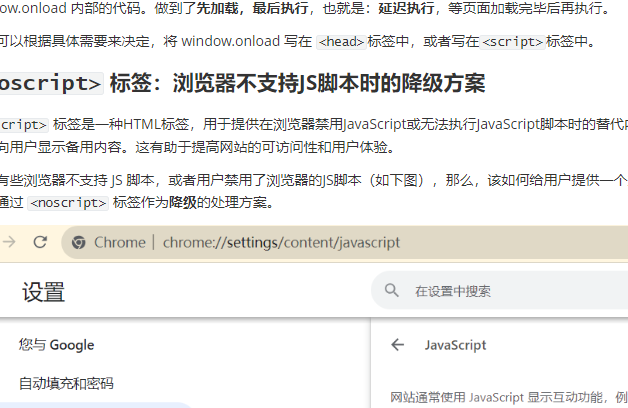 ow.onload 内部的代码。做到了先加载，最后执行，也就是：延迟执行，等页面加载完毕后再执行。
可以根据具体需要来决定，将 window.onload 写在 <head>标签中，或者写在<script>标签中。
oscript> 标签：浏览器不支持JS脚本时的降级方案
cript> 标签是一种HTML标签，用于提供在浏览器禁用JavaScript或无法执行JavaScript脚本时的替代内
向用户显示备用内容。这有助于提高网站的可访问性和用户体验。
有些浏览器不支持 JS 脚本，或者用户禁用了浏览器的JS脚本（如下图），那么，该如何给用户提供一个
通过 <noscript> 标签作为降级的处理方案。
Chrome | chrome://settings/content/javascript
设置
在设置中搜索
您与 Google
JavaScript
自动填充和密码
网站通常使用 JavaScript 显示互动功能，例